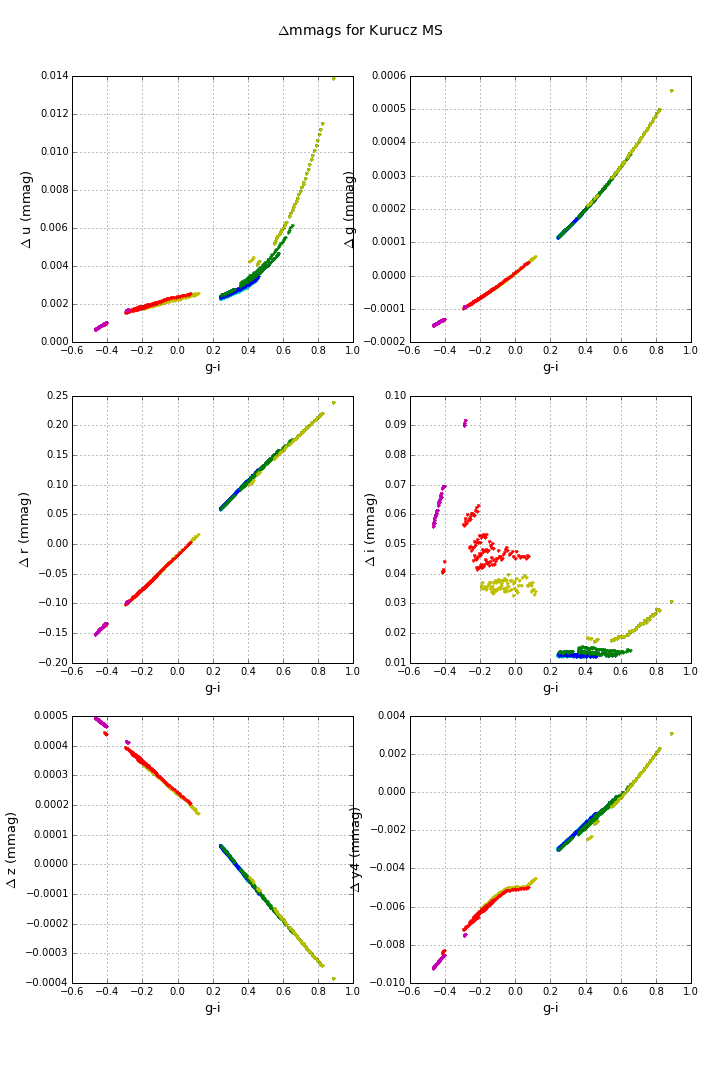 Δmmags for Kurucz MS
0.014
0.012
0.010
0.008
0.006
0.004
0.002
0.000
Δ u (mmag)
−0.6 −0.4 −0.2 0.0 0.2 0.4 0.6 0.8 1.0
g-i
0.0006
0.0005
0.0004
0.0003
0.0002
0.0001
0.0000
−0.0001
−0.0002
Δ g (mmag)
−0.6 −0.4 −0.2 0.0 0.2 0.4 0.6 0.8 1.0
g-i
0.25
0.20
0.15
0.10
0.05
0.00
−0.05
−0.10
−0.15
−0.20
Δ r (mmag)
−0.6 −0.4 −0.2 0.0 0.2 0.4 0.6 0.8 1.0
g-i
0.10
0.09
0.08
0.07
0.06
0.05
0.04
0.03
0.02
0.01
Δ i (mmag)
−0.6 −0.4 −0.2 0.0 0.2 0.4 0.6 0.8 1.0
g-i
0.0005
0.0004
0.0003
0.0002
0.0001
0.0000
−0.0001
−0.0002
−0.0003
−0.0004
Δ z (mmag)
−0.6 −0.4 −0.2 0.0 0.2 0.4 0.6 0.8 1.0
g-i
0.004
0.002
0.000
−0.002
−0.004
−0.006
−0.008
−0.010
Δ y4 (mmag)
−0.6 −0.4 −0.2 0.0 0.2 0.4 0.6 0.8 1.0
g-i